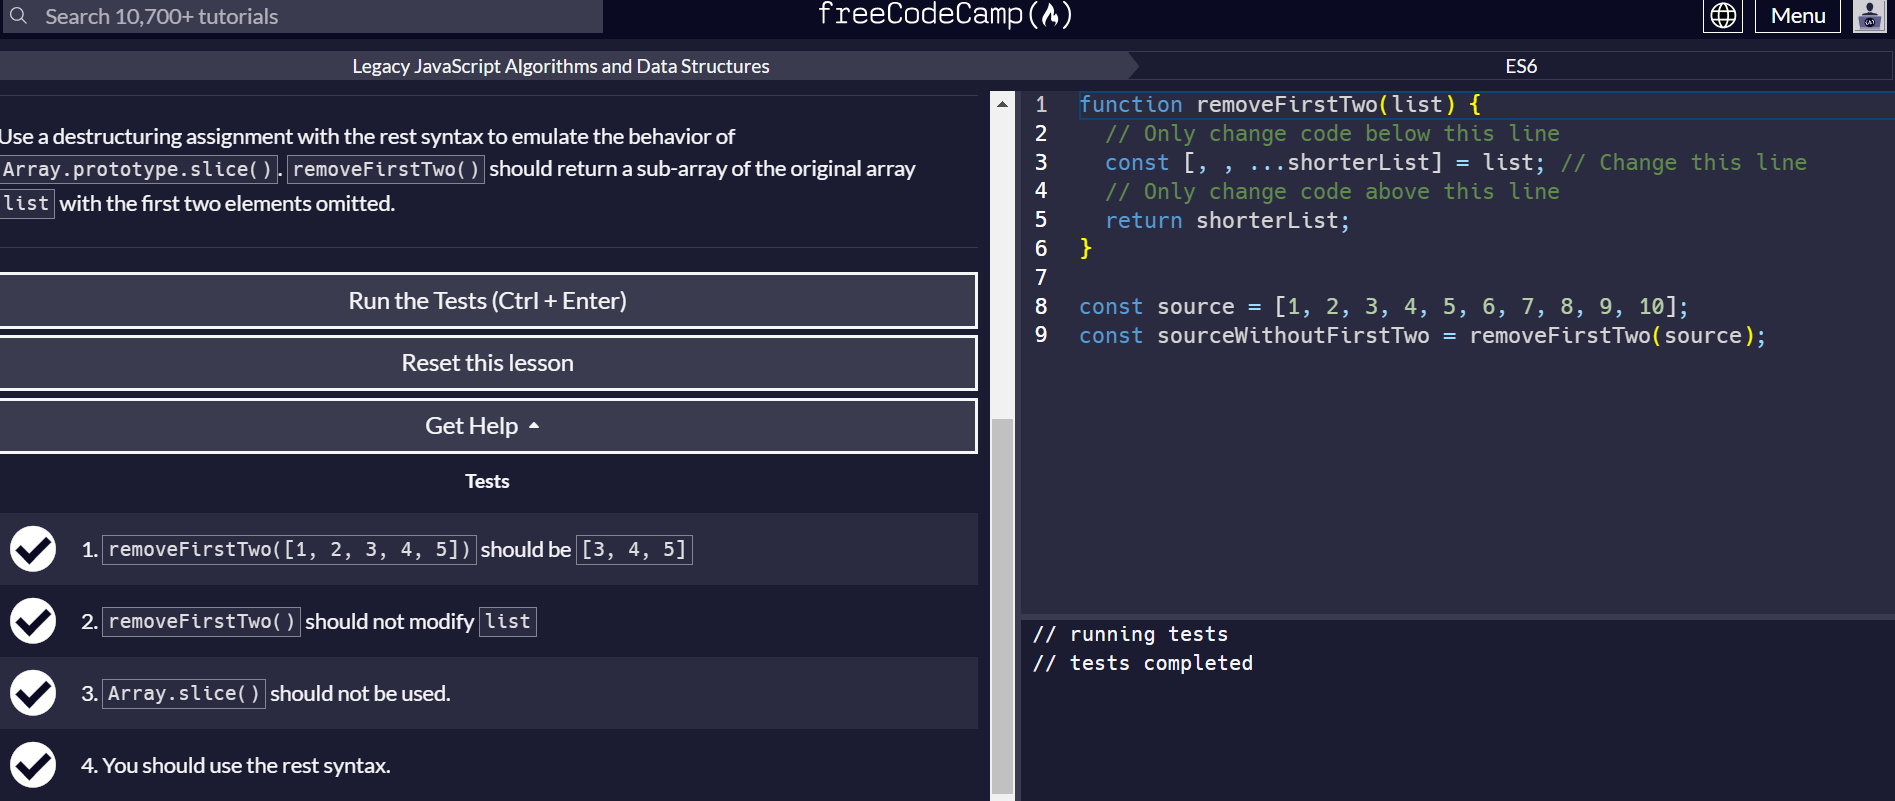 Search 10,700+ tutorials
freeCodeCamp(🔥)
Menu
Legacy JavaScript Algorithms and Data Structures
ES6
Use a destructuring assignment with the rest syntax to emulate the behavior of
Array.prototype.slice(). removeFirstTwo() should return a sub-array of the original array
list with the first two elements omitted.
Run the Tests (Ctrl + Enter)
Reset this lesson
Get Help
Tests
1. removeFirstTwo([1, 2, 3, 4, 5]) should be [3, 4, 5]
2. removeFirstTwo() should not modify list
3. Array.slice() should not be used.
4. You should use the rest syntax.
1 function removeFirstTwo(list) {
2 // Only change code below this line
3 const [, , ...shorterList] = list; // Change this line
4 // Only change code above this line
5 return shorterList;
6 }
7
8 const source = [1, 2, 3, 4, 5, 6, 7, 8, 9, 10];
9 const sourceWithoutFirstTwo = removeFirstTwo(source);
// running tests
// tests completed